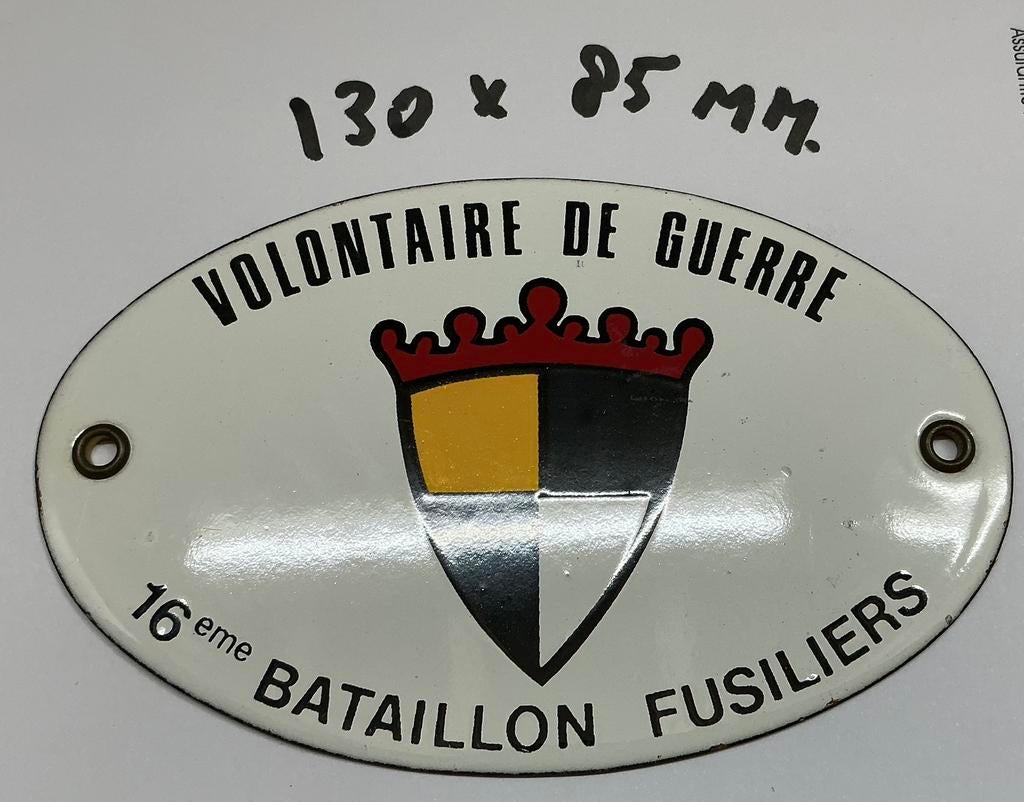 130 x 85 MM.
VOLONTAIRE DE GUERRE
16eme BATAILLON FUSILIERS